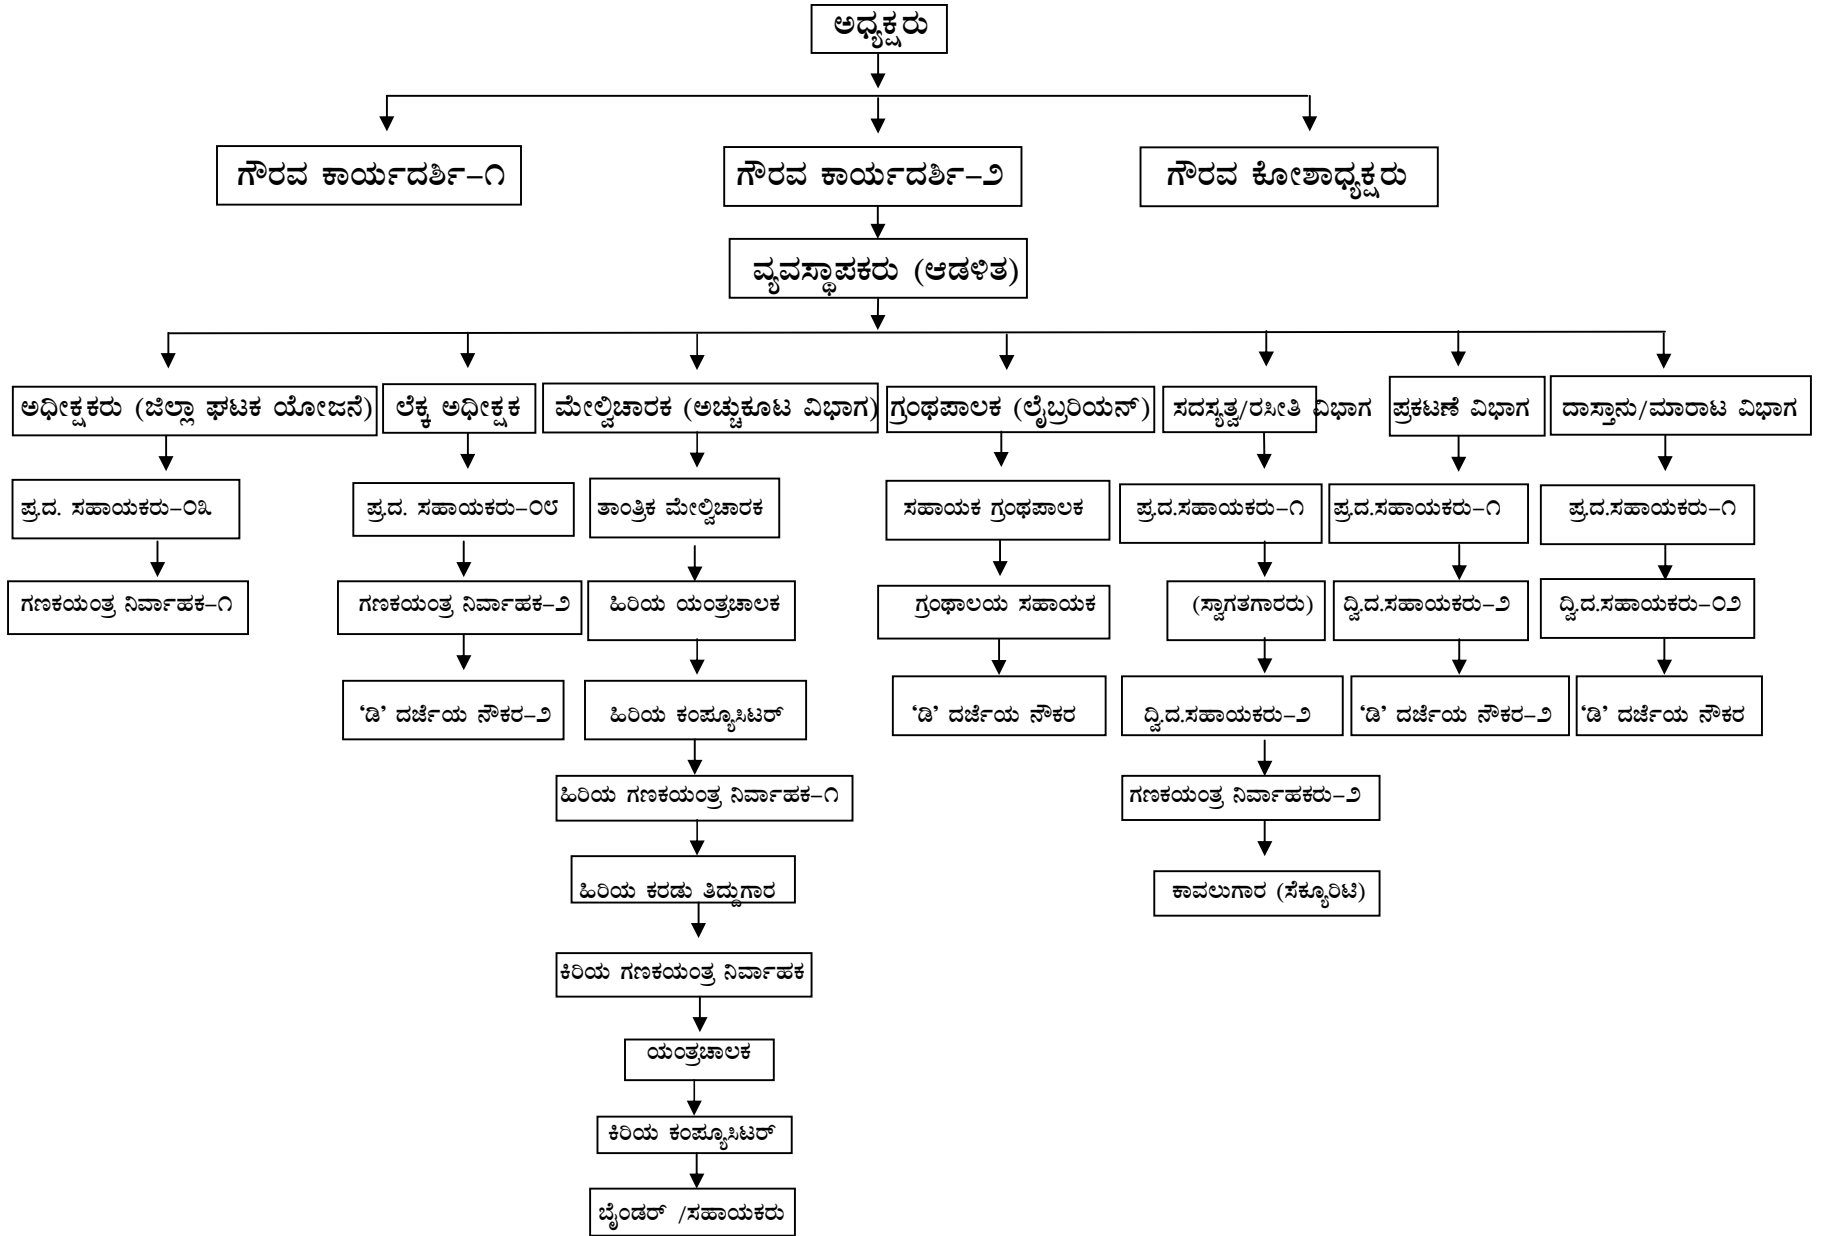 ಅಧ್ಯಕ್ಷರು
ಗೌರವ ಕಾರ್ಯದರ್ಶಿ–೧
ಗೌರವ ಕಾರ್ಯದರ್ಶಿ–೨
ಗೌರವ ಕೋಶಾಧ್ಯಕ್ಷರು
ವ್ಯವಸ್ಥಾಪಕರು (ಆಡಳಿತ)
ಅಧೀಕ್ಷಕರು (ಜಿಲ್ಲಾ ಘಟಕ ಯೋಜನೆ)
ಲೆಕ್ಕ ಅಧೀಕ್ಷಕ
ಮೇಲ್ವಿಚಾರಕ (ಅಚ್ಚುಕೂಟ ವಿಭಾಗ)
ಗ್ರಂಥಪಾಲಕ (ಲೈಬ್ರರಿಯನ್)
ಸದಸ್ಯತ್ವ/ರಸೀತಿ ವಿಭಾಗ
ಪ್ರಕಟಣೆ ವಿಭಾಗ
ದಾಸ್ತಾನು/ಮಾರಾಟ ವಿಭಾಗ
ಪ್ರ.ದ. ಸಹಾಯಕರು–೦೩
ಪ್ರ.ದ. ಸಹಾಯಕರು–೦೮
ತಾಂತ್ರಿಕ ಮೇಲ್ವಿಚಾರಕ
ಸಹಾಯಕ ಗ್ರಂಥಪಾಲಕ
ಪ್ರ.ದ.ಸಹಾಯಕರು–೧
ಪ್ರ.ದ.ಸಹಾಯಕರು–೧
ಪ್ರ.ದ.ಸಹಾಯಕರು–೧
ಗಣಕಯಂತ್ರ ನಿರ್ವಾಹಕ–೧
ಗಣಕಯಂತ್ರ ನಿರ್ವಾಹಕ–೨
ಹಿರಿಯ ಯಂತ್ರಚಾಲಕ
ಗ್ರಂಥಾಲಯ ಸಹಾಯಕ
(ಸ್ವಾಗತಗಾರರು)
ದ್ವಿ.ದ.ಸಹಾಯಕರು–೨
ದ್ವಿ.ದ.ಸಹಾಯಕರು–೦೨
‘ಡಿ’ ದರ್ಜೆಯ ನೌಕರ–೨
ಹಿರಿಯ ಕಂಪ್ಯೂಸಿಟರ್
‘ಡಿ’ ದರ್ಜೆಯ ನೌಕರ
ದ್ವಿ.ದ.ಸಹಾಯಕರು–೨
‘ಡಿ’ ದರ್ಜೆಯ ನೌಕರ–೨
‘ಡಿ’ ದರ್ಜೆಯ ನೌಕರ
ಹಿರಿಯ ಗಣಕಯಂತ್ರ ನಿರ್ವಾಹಕ–೧
ಗಣಕಯಂತ್ರ ನಿರ್ವಾಹಕರು–೨
ಹಿರಿಯ ಕರಡು ತಿದ್ದುಗಾರ
ಕಾವಲುಗಾರ (ಸೆಕ್ಯೂರಿಟಿ)
ಕಿರಿಯ ಗಣಕಯಂತ್ರ ನಿರ್ವಾಹಕ
ಯಂತ್ರಚಾಲಕ
ಕಿರಿಯ ಕಂಪ್ಯೂಸಿಟರ್
ಬೈಂಡರ್ /ಸಹಾಯಕರು